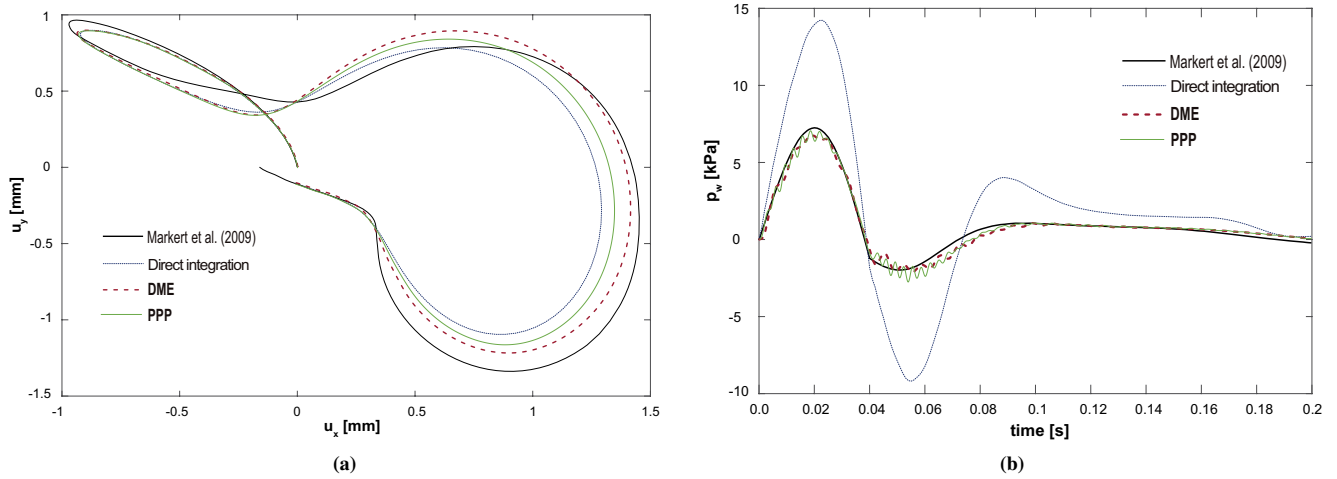 1
0.5
0
-0.5
-1
-1.5
-1
-0.5
0
0.5
1
1.5
u_y [mm]
u_x [mm]
Markert et al. (2009)
Direct integration
DME
PPP
(a)
15
10
5
0
-5
-10
0.0
0.02
0.04
0.06
0.08
0.1
0.12
0.14
0.16
0.18
0.2
p_w [kPa]
time [s]
Markert et al. (2009)
Direct integration
DME
PPP
(b)